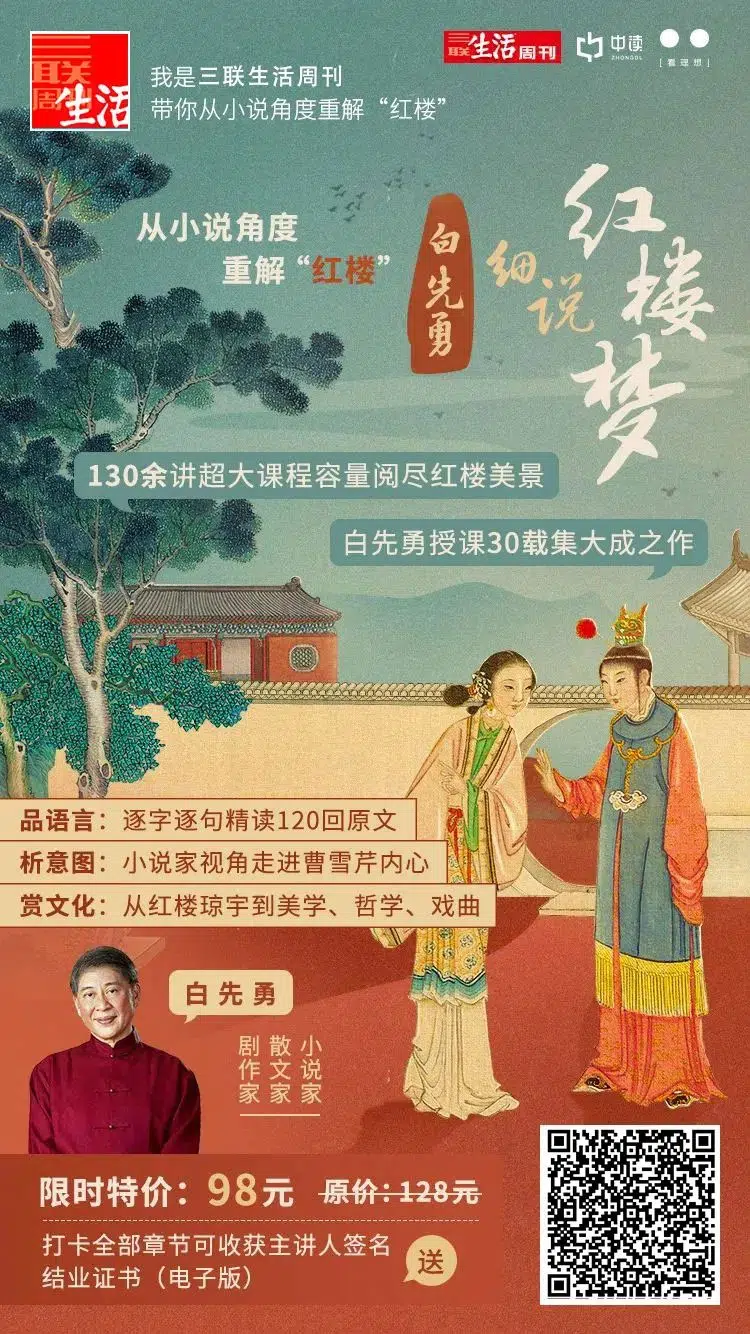 三联生活周刊
三联生活周刊
中读
ZHONGDU
[看理想]
我是三联生活周刊
带你从小说角度重解“红楼”
从小说角度
重解“红楼”
白先勇
细说
红楼梦
130余讲超大课程容量阅尽红楼美景
白先勇授课30载集大成之作
品语言：逐字逐句精读120回原文
析意图：小说家视角走进曹雪芹内心
赏文化：从红楼琼宇到美学、哲学、戏曲
白先勇
小说家
散文家
剧作家
限时特价：98元 原价：128元
打卡全部章节可收获主讲人签名
结业证书（电子版）
送